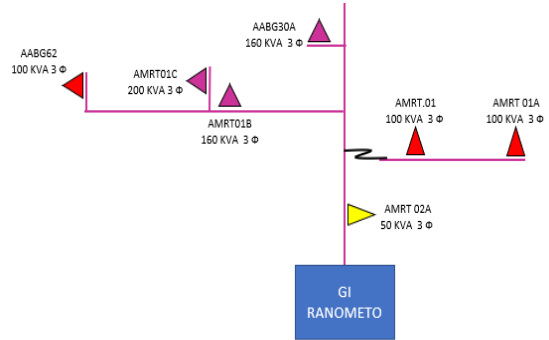 AABG30A
160 KVA 3 Φ
AABG62
100 KVA 3 Φ
AMRT01C
200 KVA 3 Φ
AMRT01B
160 KVA 3 Φ
AMRT.01
100 KVA 3 Φ
AMRT 01A
100 KVA 3 Φ
AMRT 02A
50 KVA 3 Φ
GI
RANOMETO